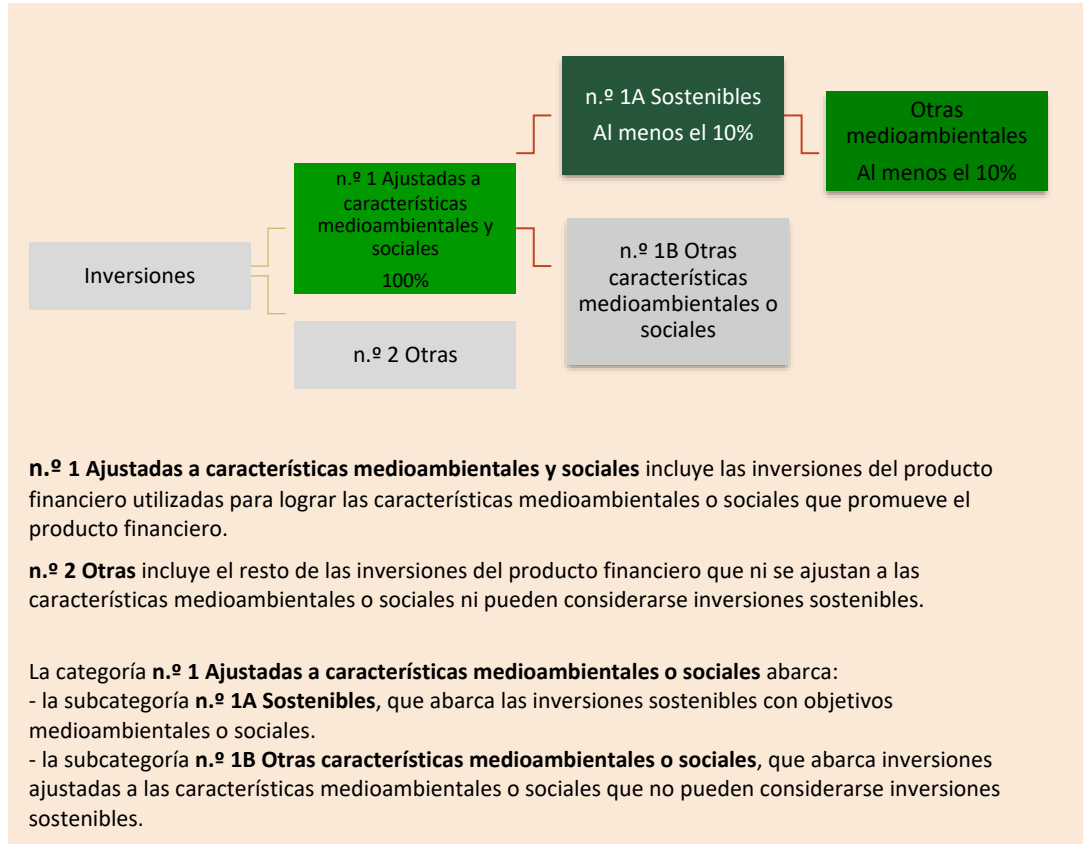 n.º 1A Sostenibles
Al menos el 10%
Otras
medioambientales
Al menos el 10%
n.º 1 Ajustadas a
características
medioambientales y
sociales
100%
Inversiones
n.º 1B Otras
características
medioambientales o
sociales
n.º 2 Otras
n.º 1 Ajustadas a características medioambientales y sociales incluye las inversiones del producto
financiero utilizadas para lograr las características medioambientales o sociales que promueve el
producto financiero.
n.º 2 Otras incluye el resto de las inversiones del producto financiero que ni se ajustan a las
características medioambientales o sociales ni pueden considerarse inversiones sostenibles.
La categoría n.º 1 Ajustadas a características medioambientales o sociales abarca:
- la subcategoría n.º 1A Sostenibles, que abarca las inversiones sostenibles con objetivos
medioambientales o sociales.
- la subcategoría n.º 1B Otras características medioambientales o sociales, que abarca inversiones
ajustadas a las características medioambientales o sociales que no pueden considerarse inversiones
sostenibles.